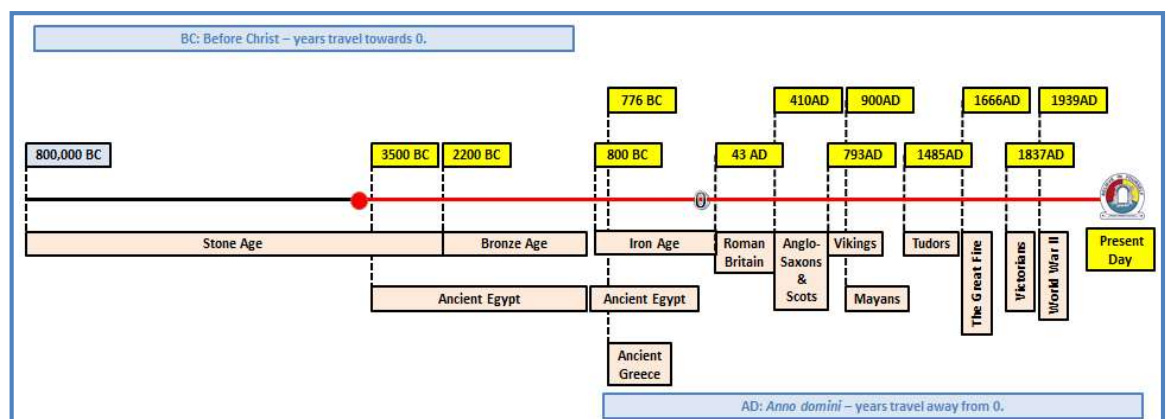 BC: Before Christ – years travel towards 0.
776 BC
410AD
900AD
1666AD
1939AD
800,000 BC
3500 BC
2200 BC
800 BC
43 AD
793AD
1485AD
1837AD
0
Stone Age
Bronze Age
Iron Age
Roman
Britain
Anglo-
Saxons
&
Scots
Vikings
Tudors
The Great Fire
Victorians
World War II
Present
Day
Ancient Egypt
Ancient Egypt
Mayans
Ancient
Greece
AD: Anno domini – years travel away from 0.